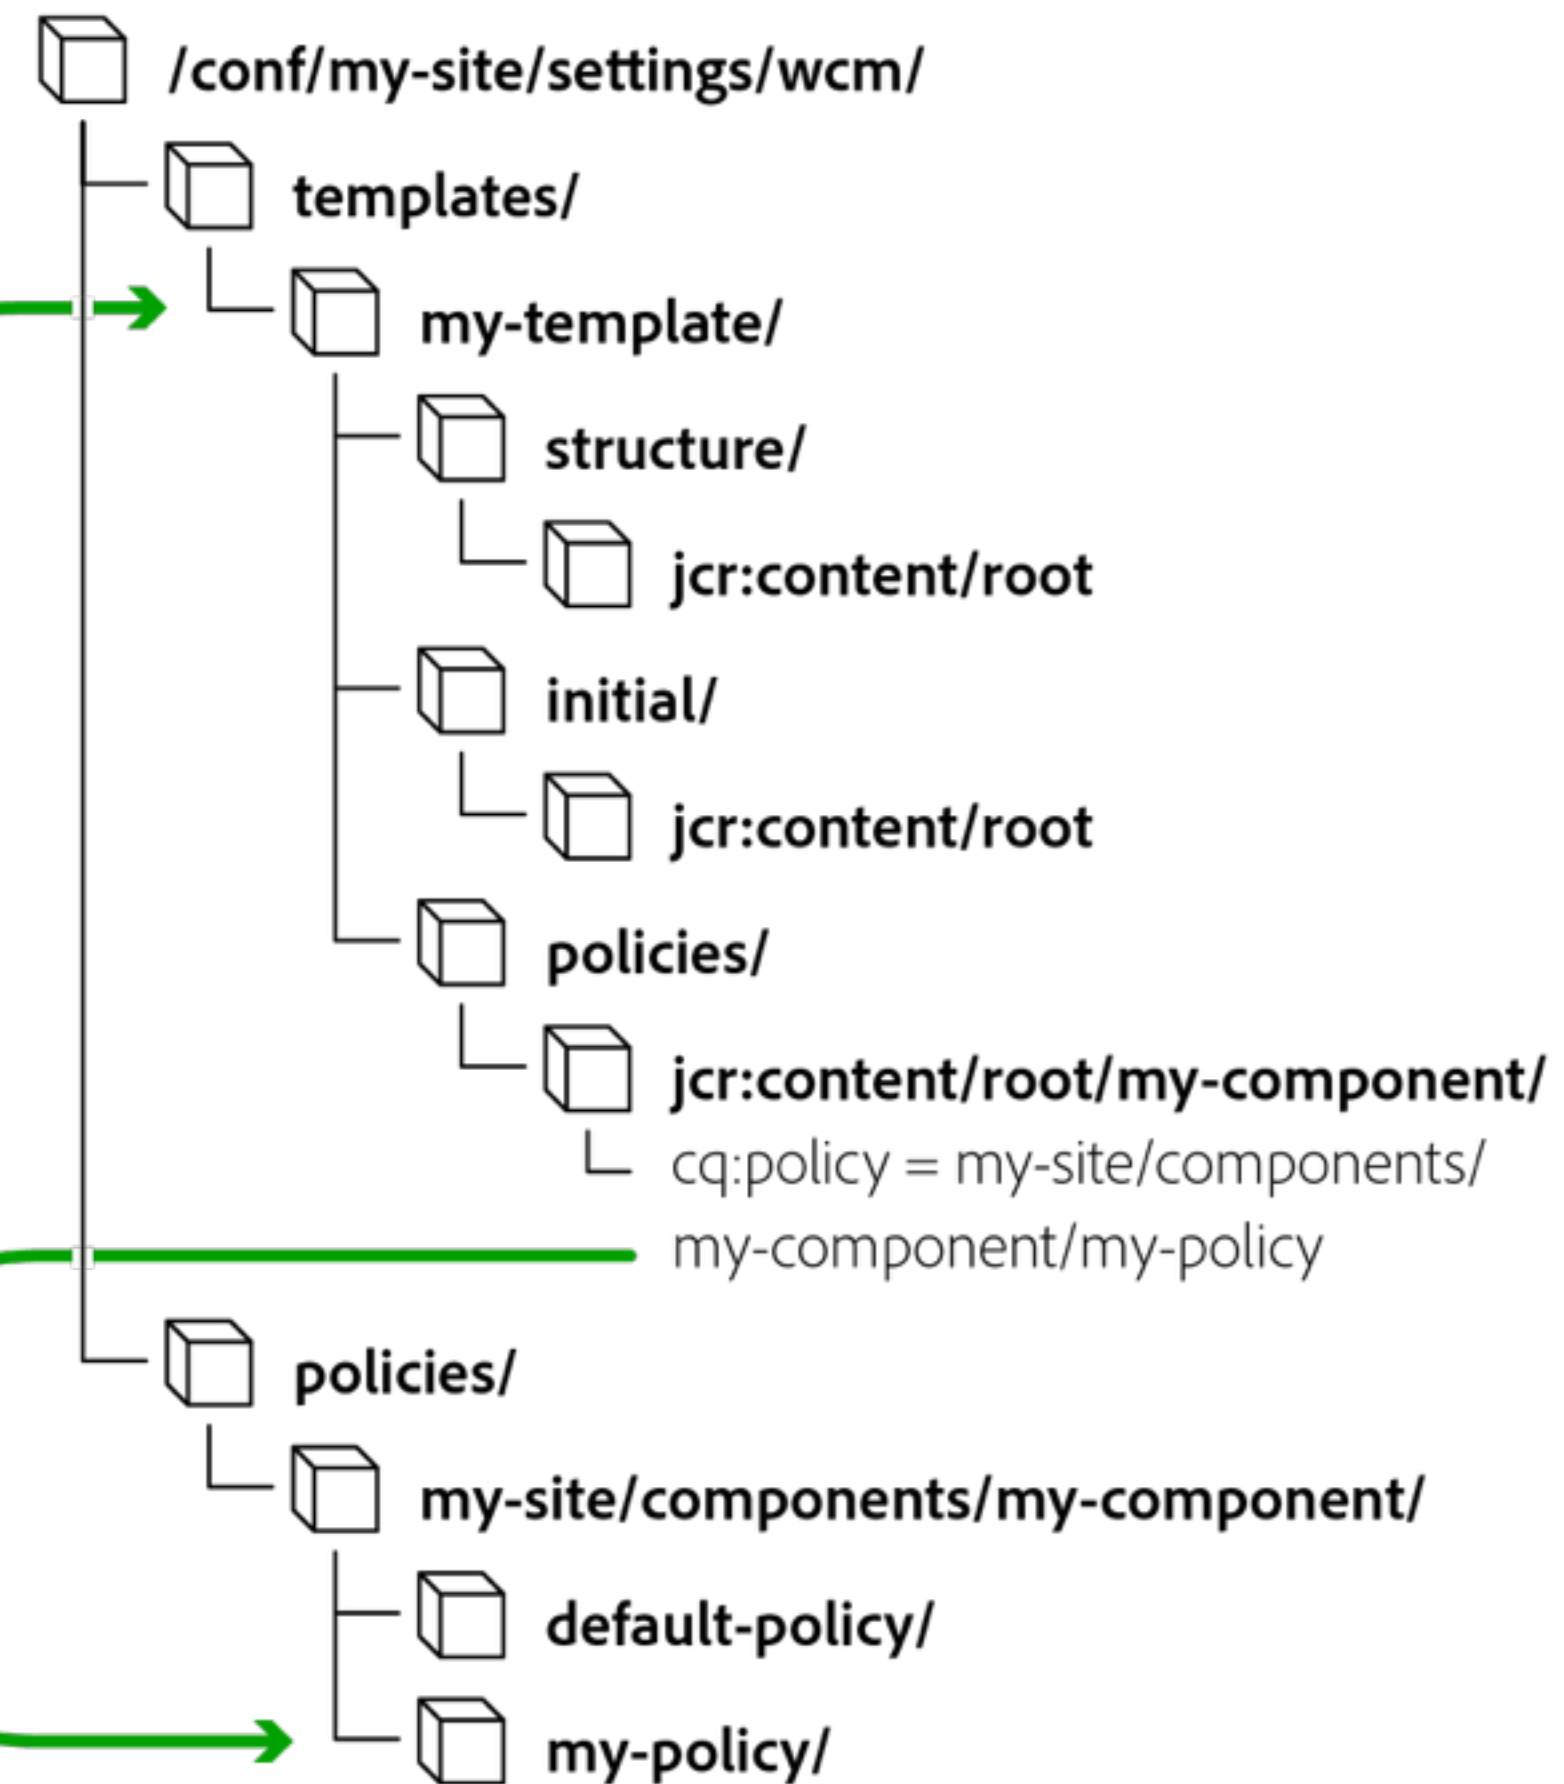 /conf/my-site/settings/wcm/
templates/
my-template/
structure/
jcr:content/root
initial/
jcr:content/root
policies/
jcr:content/root/my-component/
cq:policy = my-site/components/
my-component/my-policy
policies/
my-site/components/my-component/
default-policy/
my-policy/